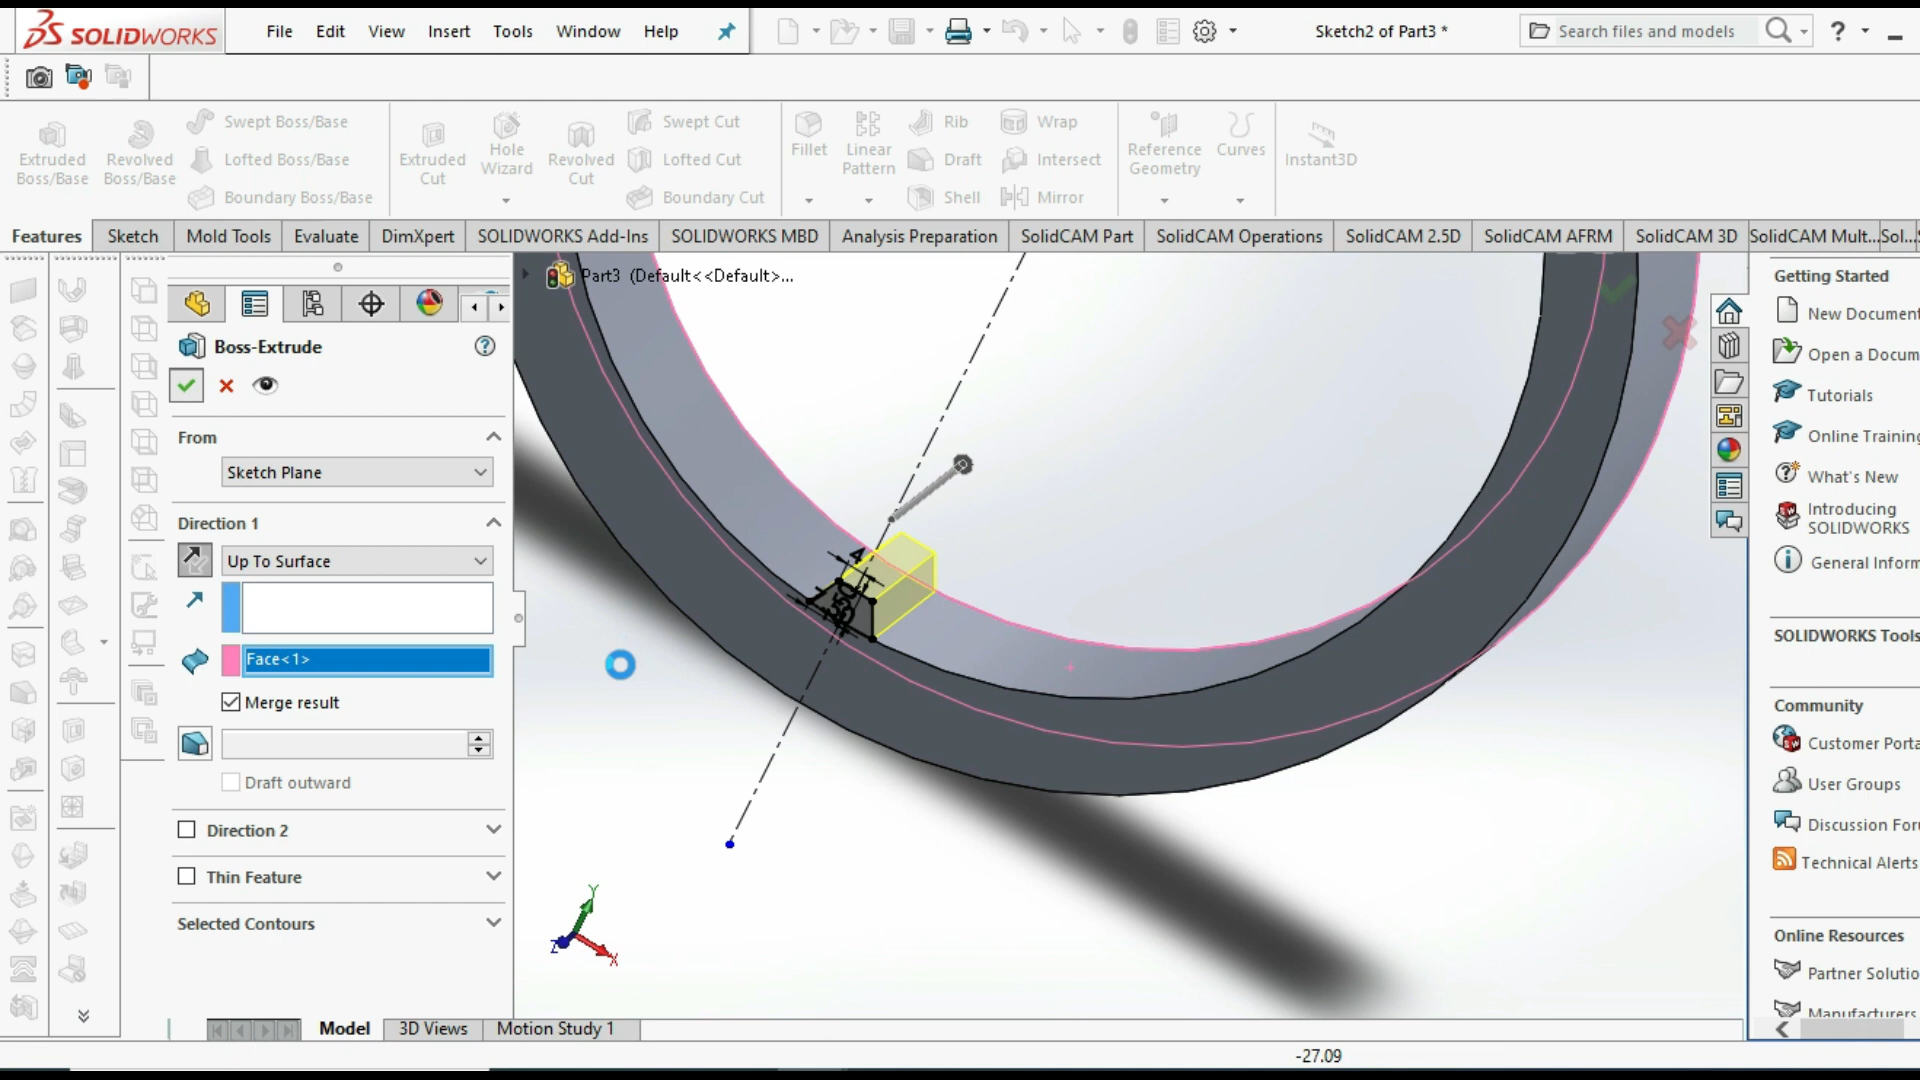 SOLIDWORKS File Edit View Insert Tools Window Help Sketch2 of Part3 * Search files and models ?
Extruded Boss/Base
Revolved Boss/Base
Swept Boss/Base
Lofted Boss/Base
Boundary Boss/Base
Extruded Cut
Hole Wizard
Revolved Cut
Swept Cut
Lofted Cut
Boundary Cut
Fillet
Linear Pattern
Rib
Draft
Shell
Wrap
Intersect
Mirror
Reference Geometry
Curves
Instant3D
Features Sketch Mold Tools Evaluate DimXpert SOLIDWORKS Add-Ins SOLIDWORKS MBD Analysis Preparation SolidCAM Part SolidCAM Operations SolidCAM 2.5D SolidCAM AFRM SolidCAM 3D SolidCAM Mult... Sol...
Part3 (Default<<Default>...
Boss-Extrude
From
Sketch Plane
Direction 1
Up To Surface
Face<1>
Merge result
Draft outward
Direction 2
Thin Feature
Selected Contours
4
Y
Z
X
Getting Started
New Document
Open a Docum
Tutorials
Online Training
What's New
Introducing
SOLIDWORKS
General Inform
SOLIDWORKS Tools
Community
Customer Porta
User Groups
Discussion Foru
Technical Alerts
Online Resources
Partner Solutio
Manufacturers
Model 3D Views Motion Study 1
-27.09